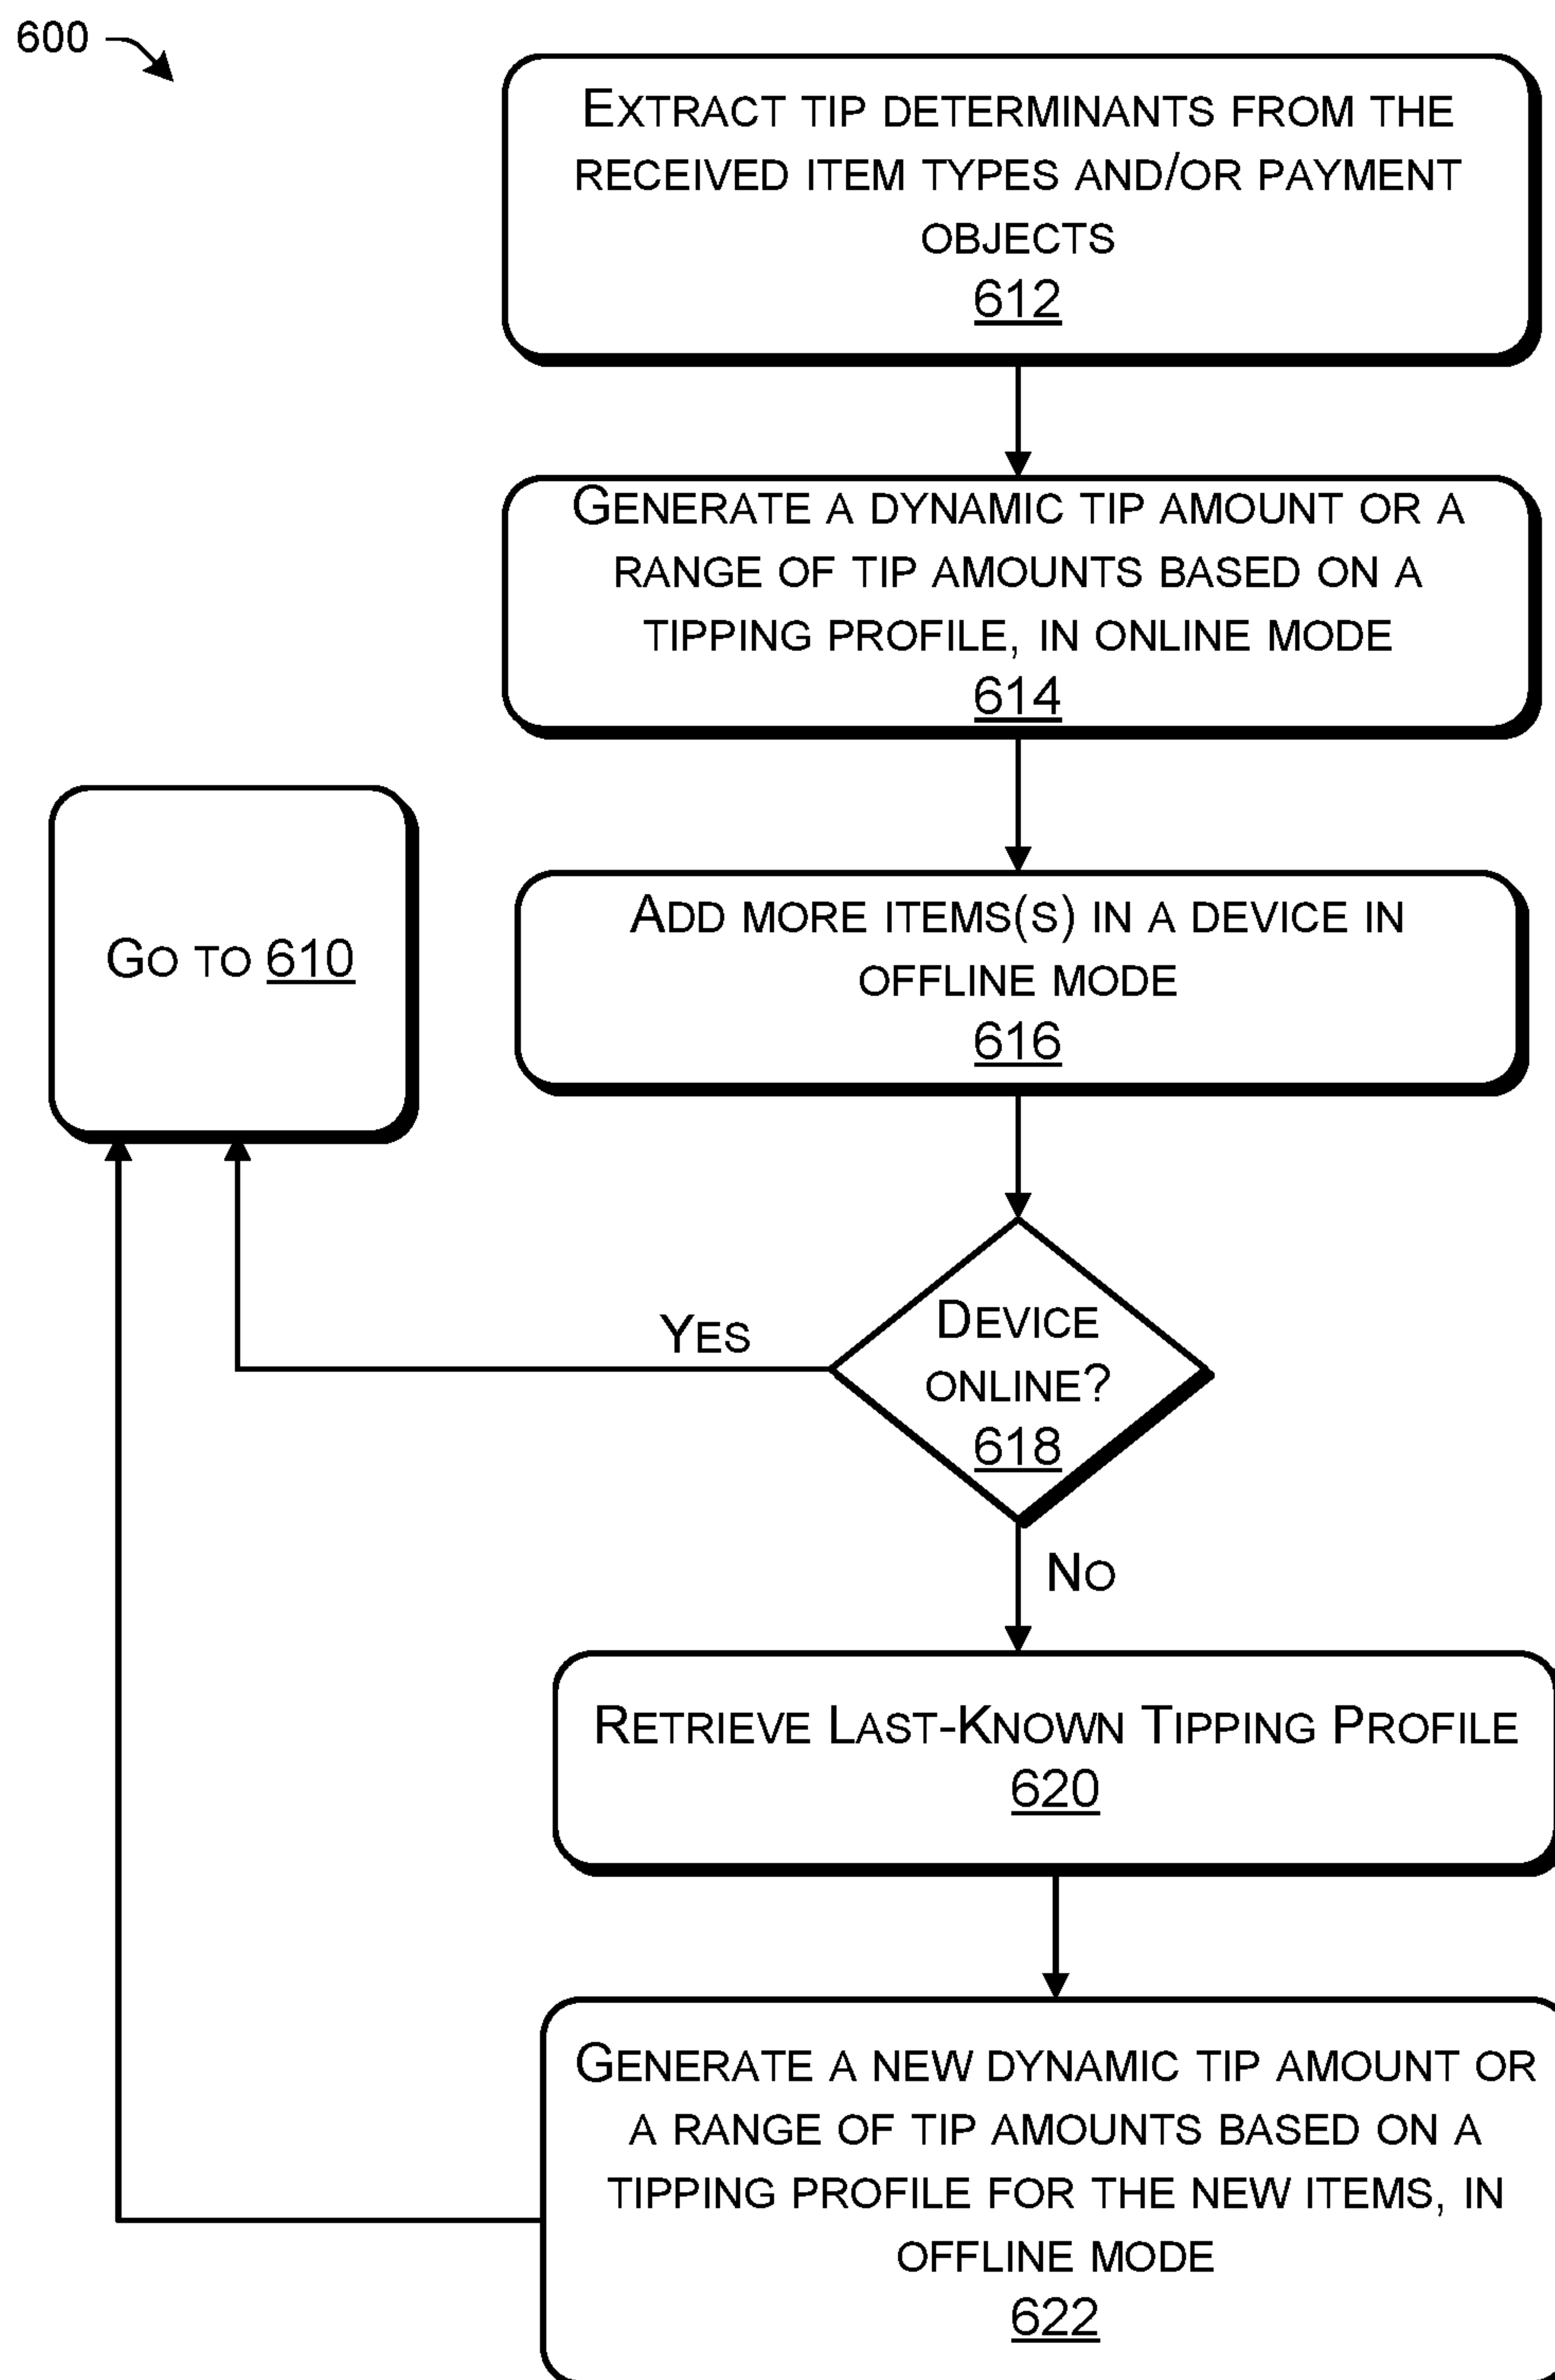 600
EXTRACT TIP DETERMINANTS FROM THE
RECEIVED ITEM TYPES AND/OR PAYMENT
OBJECTS
612
GENERATE A DYNAMIC TIP AMOUNT OR A
RANGE OF TIP AMOUNTS BASED ON A
TIPPING PROFILE, IN ONLINE MODE
614
GO TO 610
ADD MORE ITEMS(S) IN A DEVICE IN
OFFLINE MODE
616
DEVICE
ONLINE?
618
YES
NO
RETRIEVE LAST-KNOWN TIPPING PROFILE
620
GENERATE A NEW DYNAMIC TIP AMOUNT OR
A RANGE OF TIP AMOUNTS BASED ON A
TIPPING PROFILE FOR THE NEW ITEMS, IN
OFFLINE MODE
622